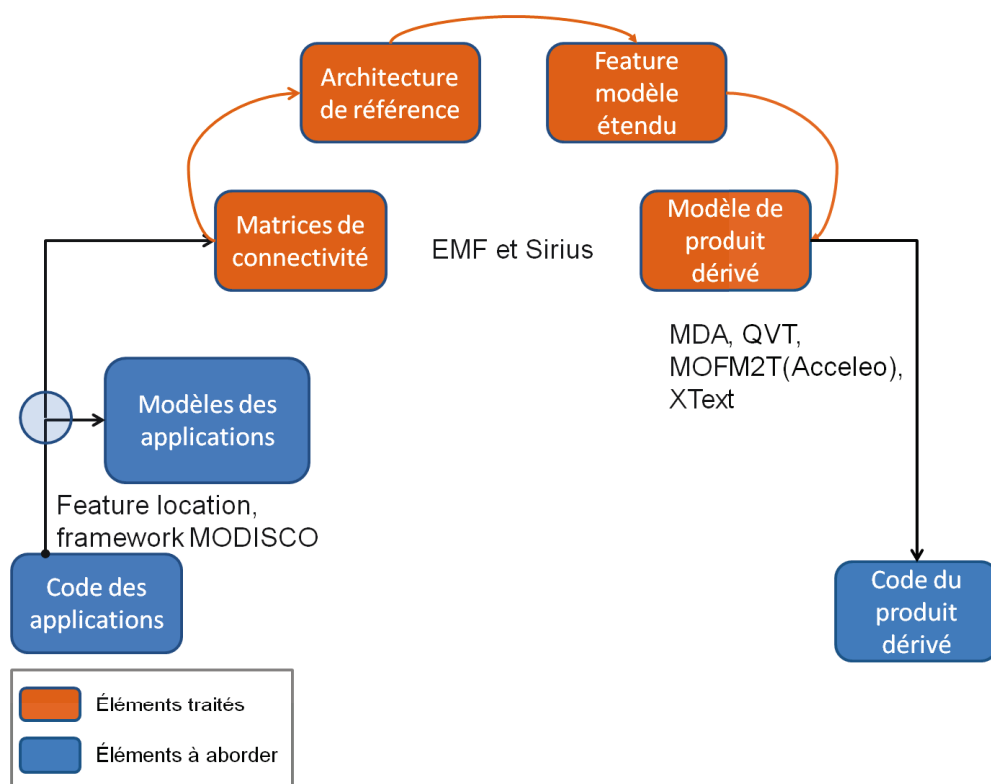 Architecture
de référence
Feature
modèle
étendu
Matrices de
connectivité
EMF et Sirius
Modèle de
produit
dérivé
MDA, QVT,
MOFM2T(Acceleo),
XText
Modèles des
applications
Feature location,
framework MODISCO
Code des
applications
Code du
produit
dérivé
Éléments traités
Éléments à aborder